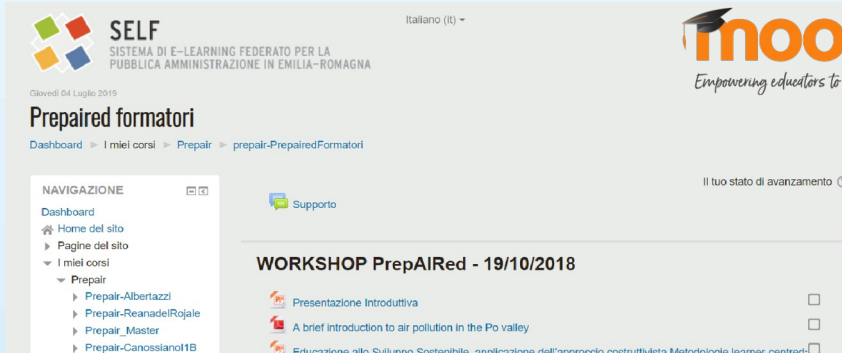 Italiano (it)
SELF
SISTEMA DI E-LEARNING FEDERATO PER LA
PUBBLICA AMMINISTRAZIONE IN EMILIA-ROMAGNA
moo
Empowering educators to
Giovedì 04 Luglio 2019
Prepaired formatori
Dashboard I miei corsi Prepair prepair-PrepairedFormatori
Il tuo stato di avanzamento
NAVIGAZIONE
Dashboard
Home del sito
Pagine del sito
I miei corsi
Prepair
Prepair-Albertazzi
Prepair-ReanadelRojale
Prepair_Master
Prepair-CanossianoI1B
Supporto
WORKSHOP PrepAIRed - 19/10/2018
Presentazione Introduttiva
A brief introduction to air pollution in the Po valley
Educazione allo Sviluppo Sostenibile, applicazione dell'approccio costruttivista Metodologie learner centred: